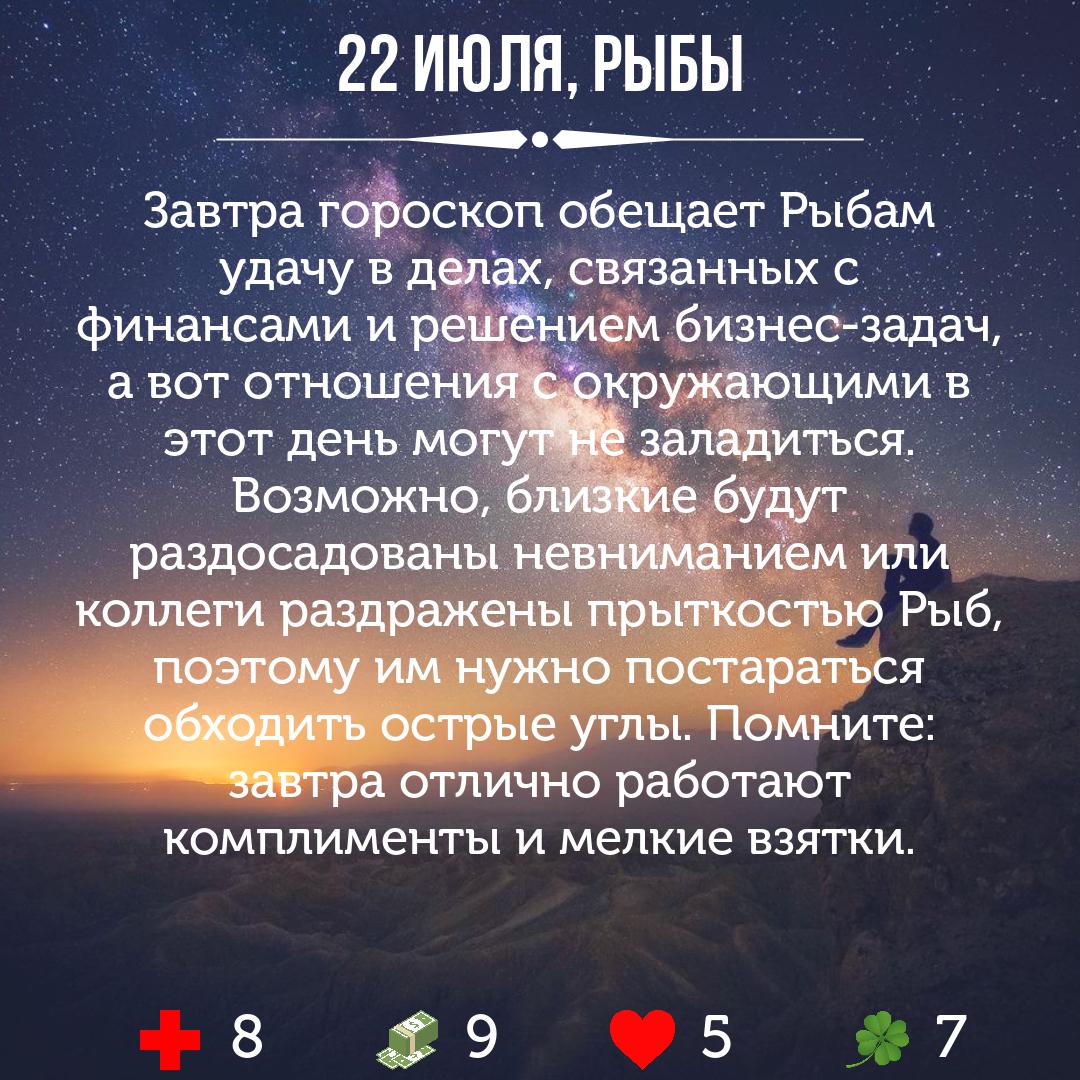 22 ИЮЛЯ, РЫБЫ
Завтра гороскоп обещает Рыбам
удачу в делах, связанных с
финансами и решением бизнес-задач,
а вот отношения с окружающими в
этот день могут не заладиться.
Возможно, близкие будут
раздосадованы невниманием или
коллеги раздражены прыткостью Рыб,
поэтому им нужно постараться
обходить острые углы. Помните:
завтра отлично работают
комплименты и мелкие взятки.
8 9 5 7